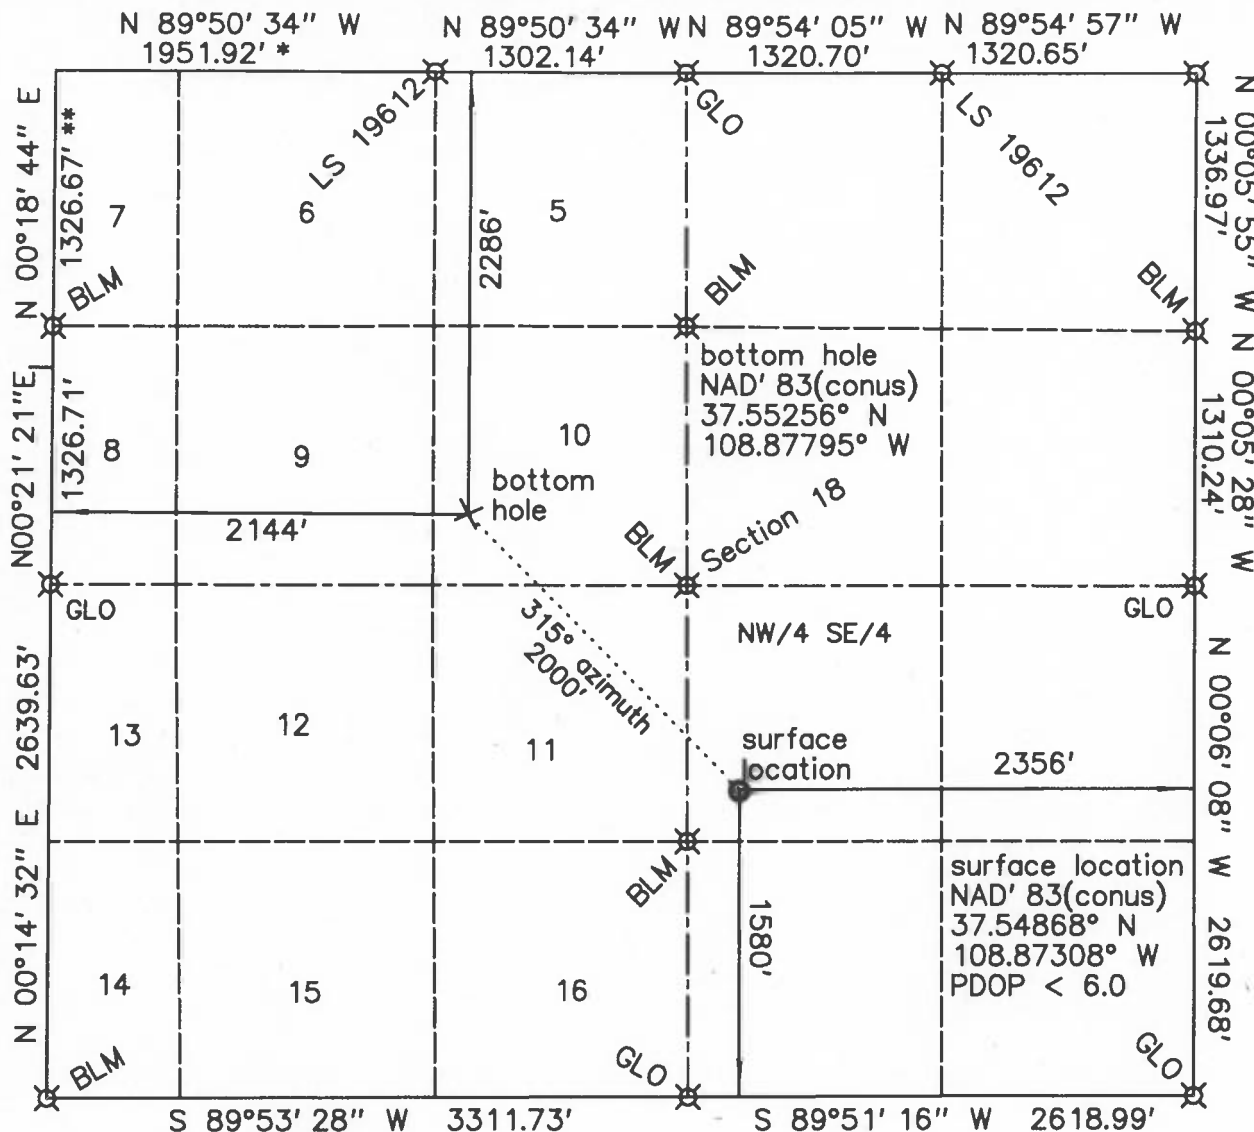 N 89°50' 34" W
1951.92' *
N 89°50' 34" W
1302.14'
N 89°54' 05" W
1320.70'
N 89°54' 57" W
1320.65'
N 00°18' 44" E
1326.67' **
LS 19612
GLO
LS 19612
N 00°05' 55" W
1336.97'
7
6
5
2286'
BLM
BLM
BLM
N00°21' 21"E
1326.71'
bottom hole
NAD' 83(conus)
37.55256° N
108.87795° W
N 00°05' 28" W
1310.24'
8
9
10
bottom
hole
2144'
BLM
Section 18
GLO
GLO
NW/4 SE/4
315° azimuth
2000'
13
12
11
surface
location
2356'
N 00°14' 32" E 2639.63'
N 00°06' 08" W 2619.68'
BLM
1580'
surface location
NAD' 83(conus)
37.54868° N
108.87308° W
PDOP < 6.0
14
15
16
BLM
GLO
GLO
S 89°53' 28" W 3311.73'
S 89°51' 16" W 2618.99'